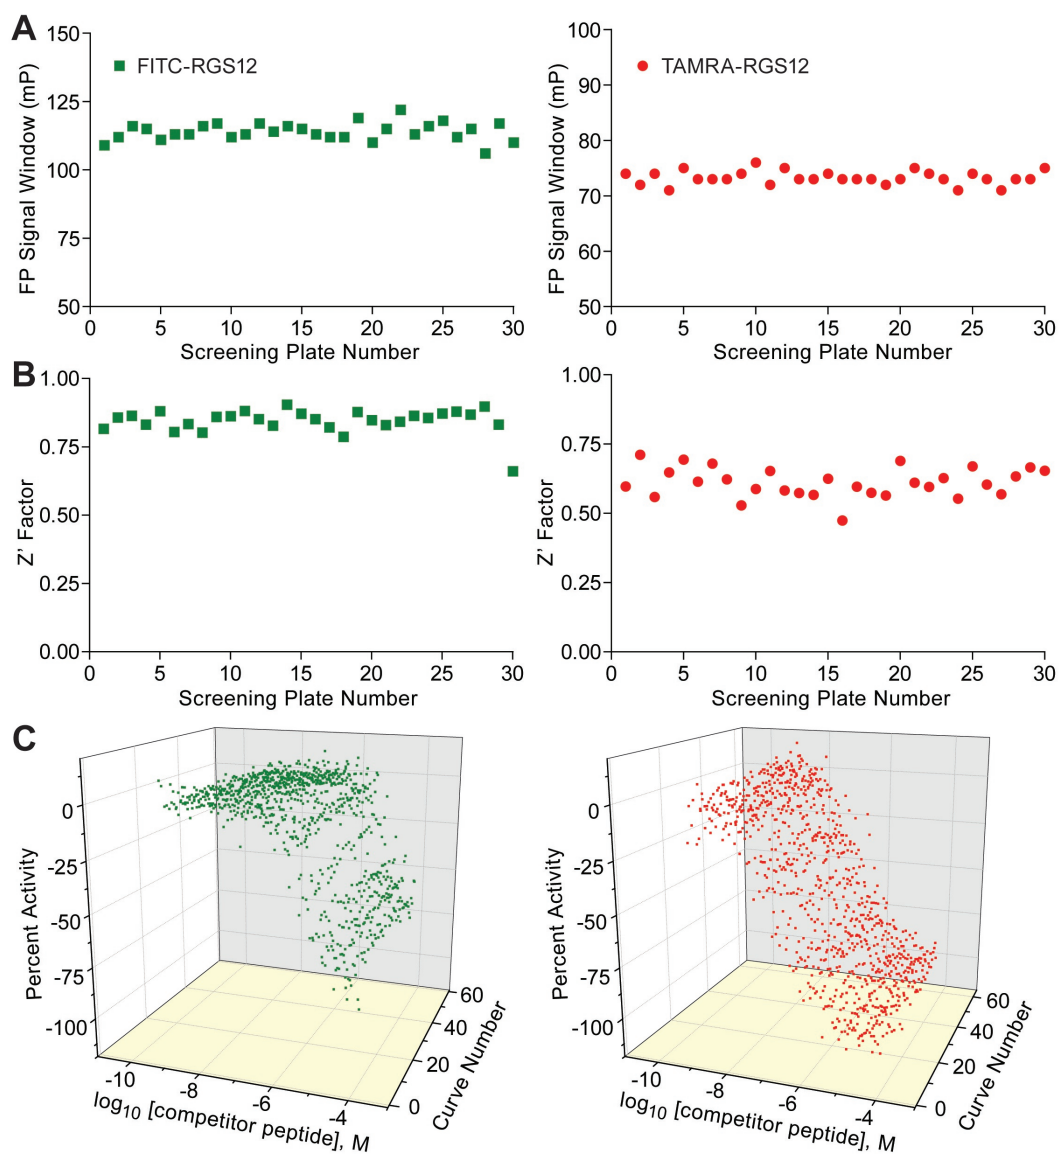 A
FP Signal Window (mP)
150
125
100
75
50
FITC-RGS12
0 5 10 15 20 25 30
Screening Plate Number
FP Signal Window (mP)
100
90
80
70
60
50
TAMRA-RGS12
0 5 10 15 20 25 30
Screening Plate Number
B
Z’ Factor
1.00
0.75
0.50
0.25
0.00
0 5 10 15 20 25 30
Screening Plate Number
Z’ Factor
1.00
0.75
0.50
0.25
0.00
0 5 10 15 20 25 30
Screening Plate Number
C
Percent Activity
0
-25
-50
-75
-100
-10 -8 -6 -4
log10 [competitor peptide], M
0 20 40 60
Curve Number
Percent Activity
0
-25
-50
-75
-100
-10 -8 -6 -4
log10 [competitor peptide], M
0 20 40 60
Curve Number